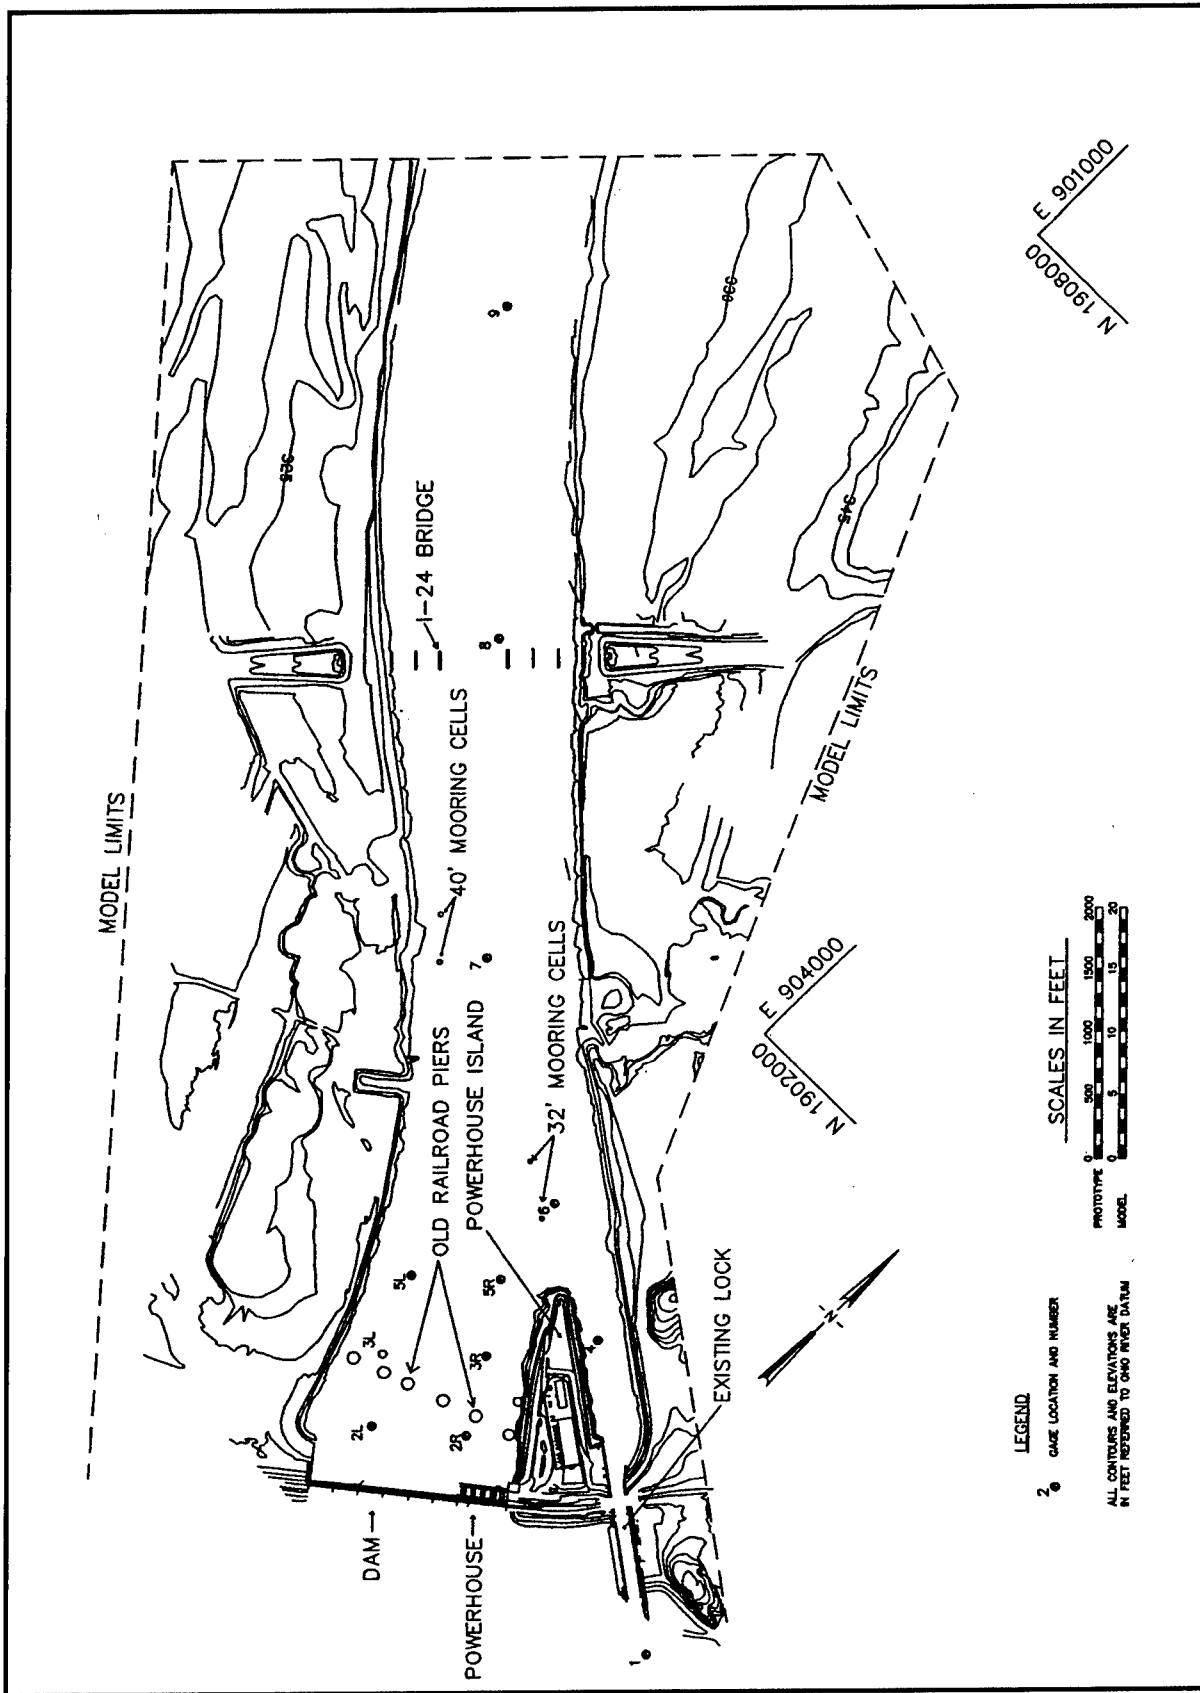 MODEL LIMITS
335
330
345
E 901000
N 1908000
9
8
I-24 BRIDGE
40' MOORING CELLS
7
MODEL LIMITS
32' MOORING CELLS
6
E 904000
N 1902000
OLD RAILROAD PIERS
POWERHOUSE ISLAND
5L
5R
3L
3R
4
2L
2R
EXISTING LOCK
DAM
POWERHOUSE
1
N
SCALES IN FEET
PROTOTYPE 0 500 1000 1500 2000
MODEL 0 5 10 15 20
LEGEND
2 GAGE LOCATION AND NUMBER
ALL CONTOURS AND ELEVATIONS ARE
IN FEET REFERRED TO OHIO RIVER DATUM